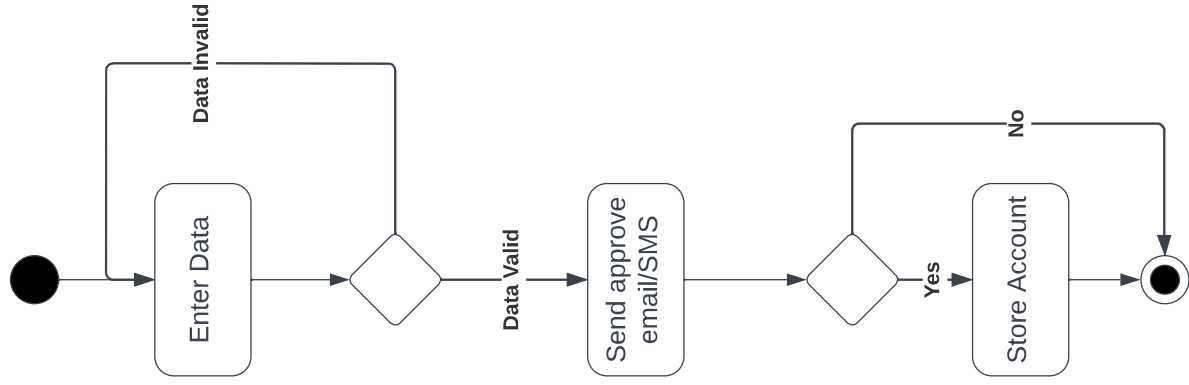 Data Invalid
Enter Data
Data Valid
Send approve
email/SMS
No
Yes
Store Account